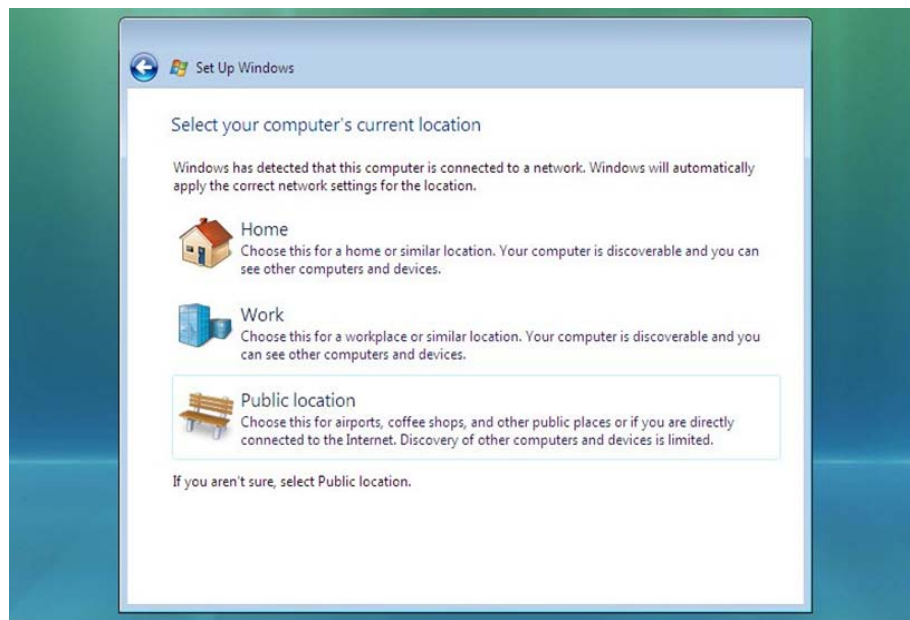 Set Up Windows
Select your computer's current location
Windows has detected that this computer is connected to a network. Windows will automatically
apply the correct network settings for the location.
Home
Choose this for a home or similar location. Your computer is discoverable and you can
see other computers and devices.
Work
Choose this for a workplace or similar location. Your computer is discoverable and you
can see other computers and devices.
Public location
Choose this for airports, coffee shops, and other public places or if you are directly
connected to the Internet. Discovery of other computers and devices is limited.
If you aren't sure, select Public location.